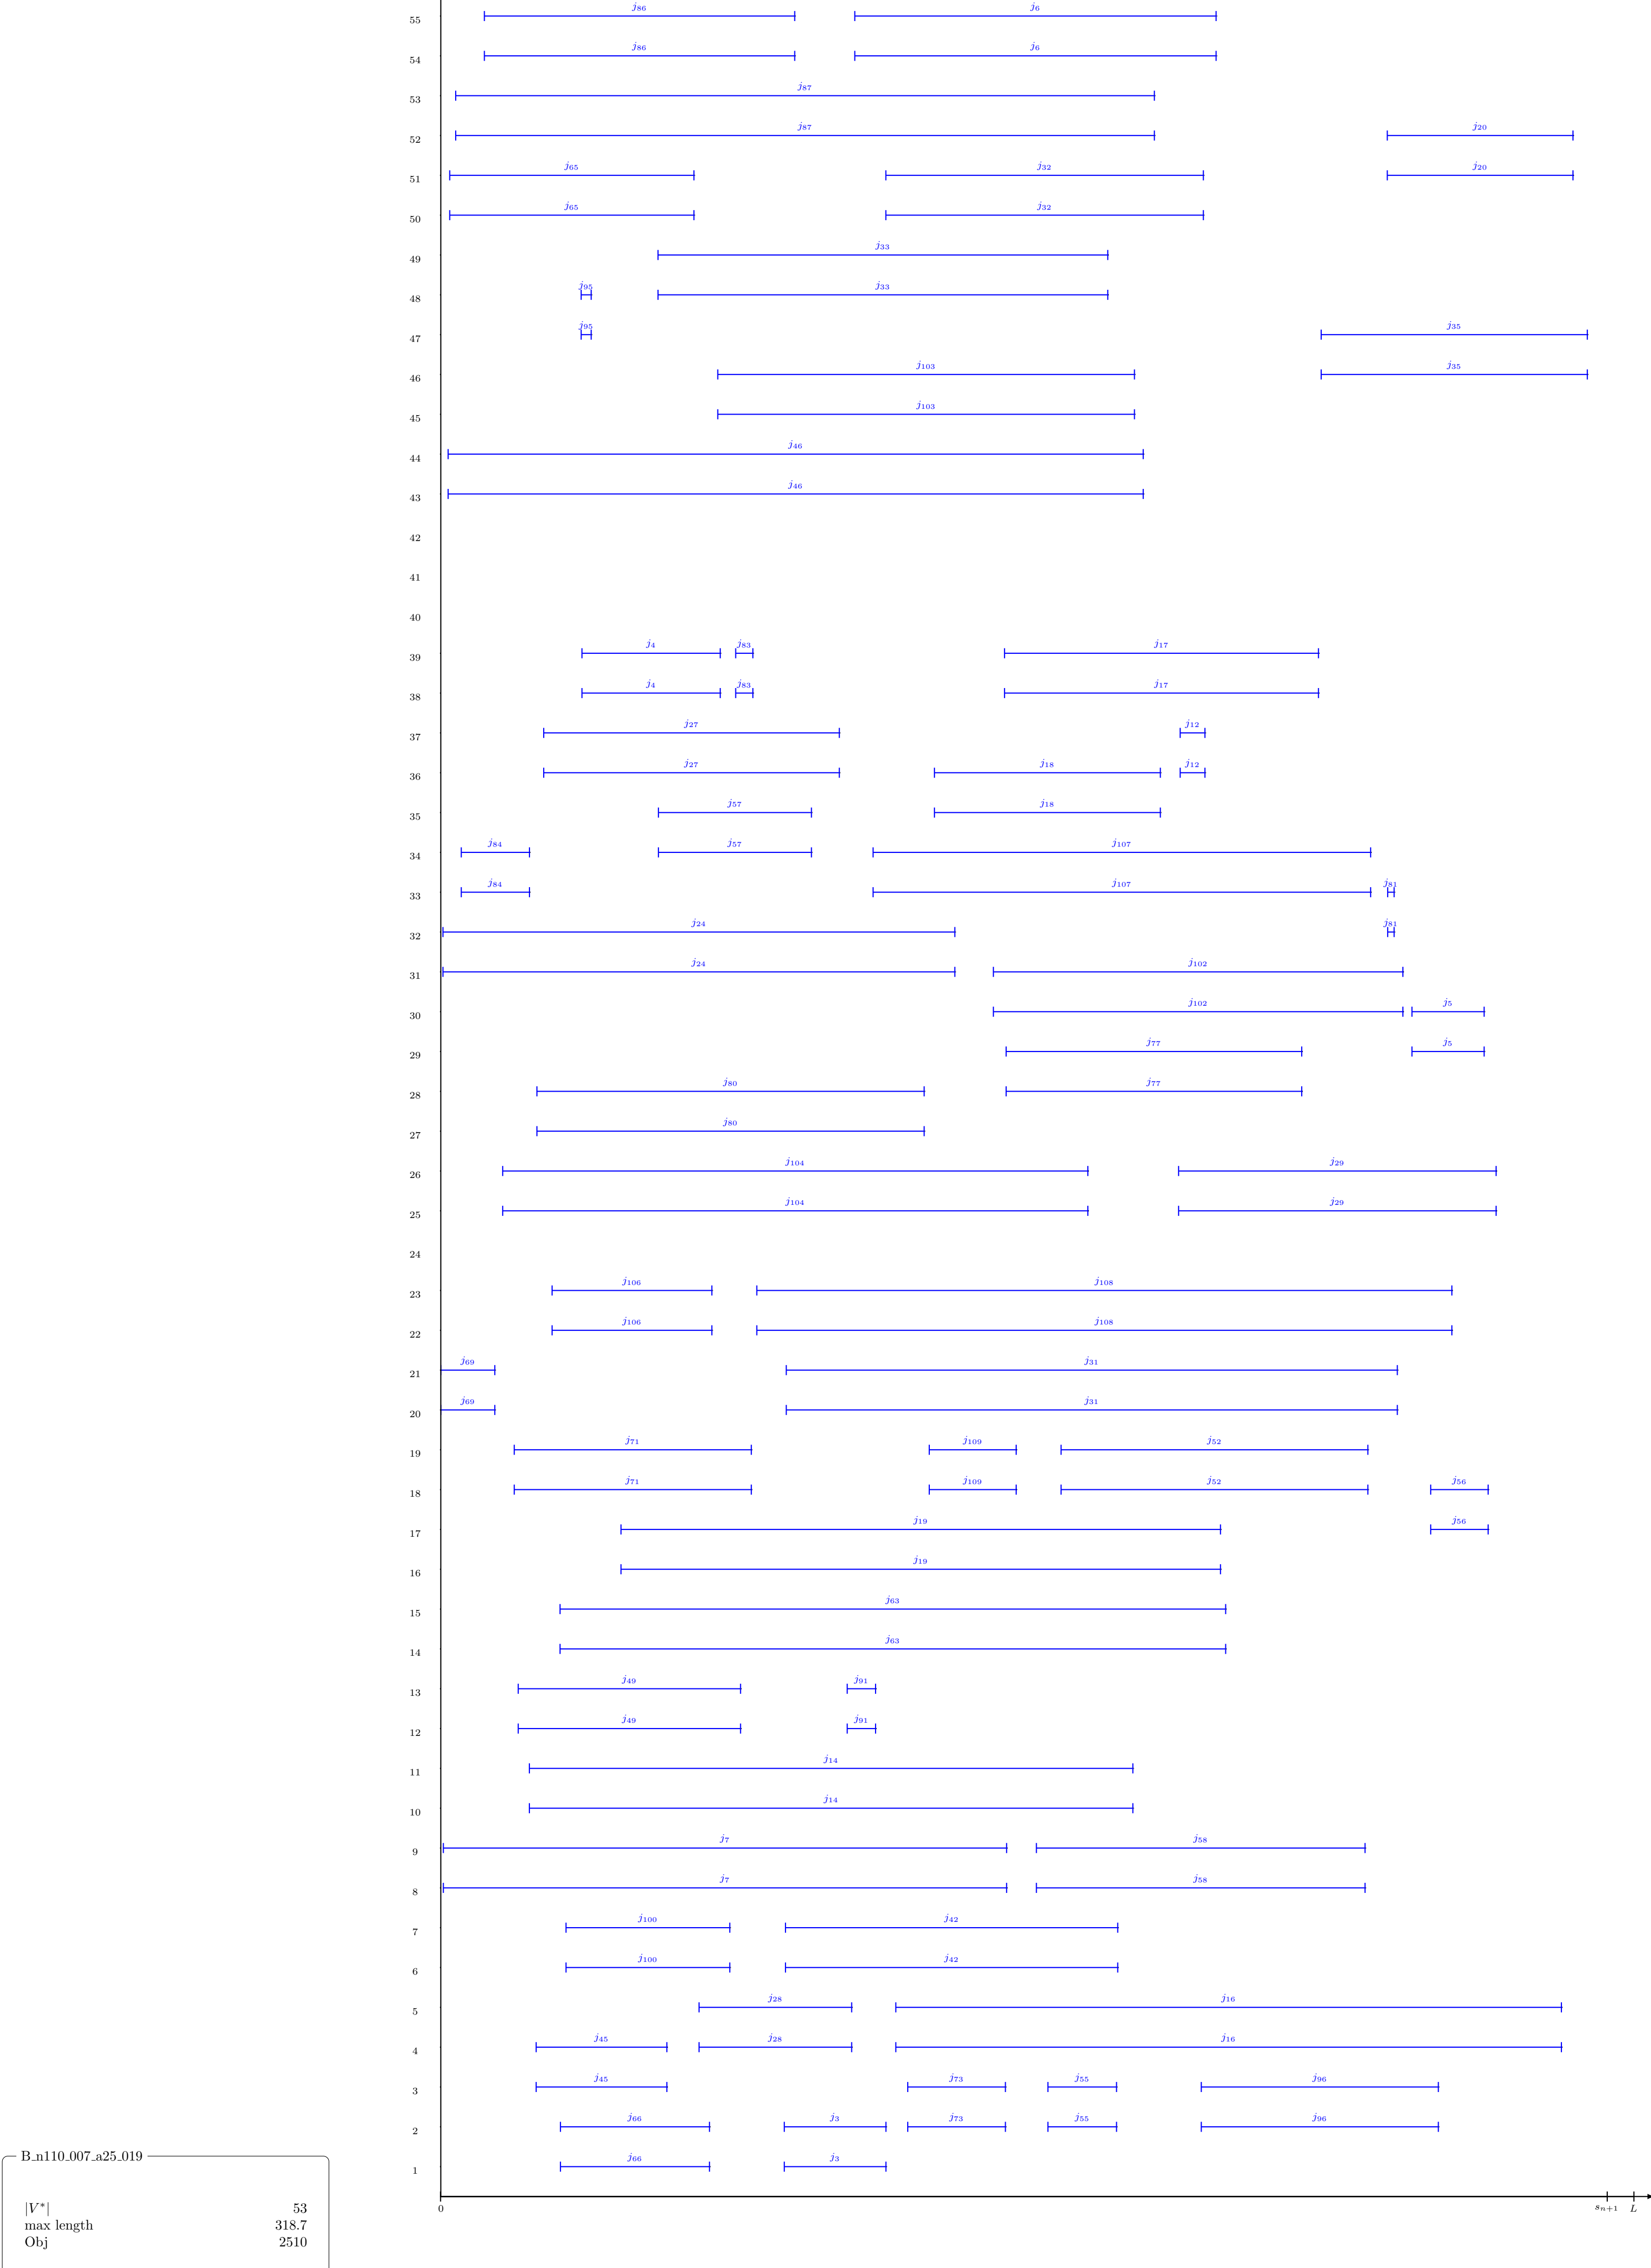 j86 j6
55
j86 j6
54
j87
53
j87 j20
52
j65 j32 j20
51
j65 j32
50
j33
49
j95 j33
48
j95 j35
47
j103 j35
46
j103
45
j46
44
j46
43
42
41
40
j4 j83 j17
39
j4 j83 j17
38
j27 j12
37
j27 j18 j12
36
j57 j18
35
j84 j57 j107
34
j84 j107 j81
33
j24 j81
32
j24 j102
31
j102 j5
30
j77 j5
29
j80 j77
28
j80
27
j104 j29
26
j104 j29
25
24
j106 j108
23
j106 j108
22
j69 j31
21
j69 j31
20
j71 j109 j52
19
j71 j109 j52 j56
18
j19 j56
17
j19
16
j63
15
j63
14
j49 j91
13
j49 j91
12
j14
11
j14
10
j7 j58
9
j7 j58
8
j100 j42
7
j100 j42
6
j28 j16
5
j45 j28 j16
4
j45 j73 j55 j96
3
j66 j3 j73 j55 j96
2
j66 j3
1
0 sn+1 L
B_n110_007_a25_019
|V*| 53
max length 318.7
Obj 2510